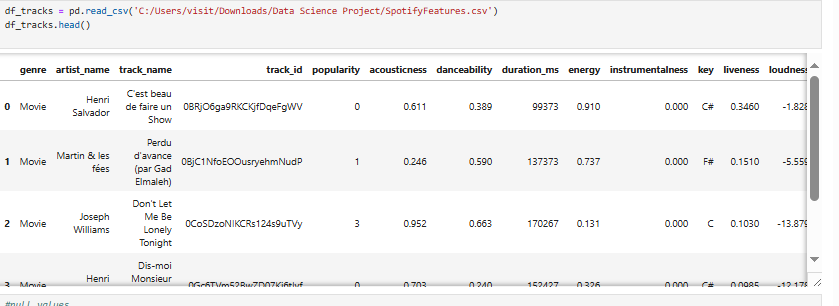 df_tracks = pd.read_csv('C:/Users/visit/Downloads/Data Science Project/SpotifyFeatures.csv')
df_tracks.head()
genre artist_name track_name track_id popularity acousticness danceability duration_ms energy instrumentalness key liveness loudness
0 Movie Henri Salvador C'est beau de faire un Show 0BRjO6ga9RKCKjfDqeFgWV 0 0.611 0.389 99373 0.910 0.000 C# 0.3460 -1.828
1 Movie Martin & les fées Perdu d'avance (par Gad Elmaleh) 0BjC1NfoEOOusryehmNudP 1 0.246 0.590 137373 0.737 0.000 F# 0.1510 -5.559
2 Movie Joseph Williams Don't Let Me Be Lonely Tonight 0CoSDzoNIKCRs124s9uTVy 3 0.952 0.663 170267 0.131 0.000 C 0.1030 -13.879
3 Movie Henri Dis-moi Monsieur 0Gc6TVm52BwZD07Ki6tIvf 0 0.703 0.240 152427 0.326 0.000 C# 0.0985 -12.178
#null values